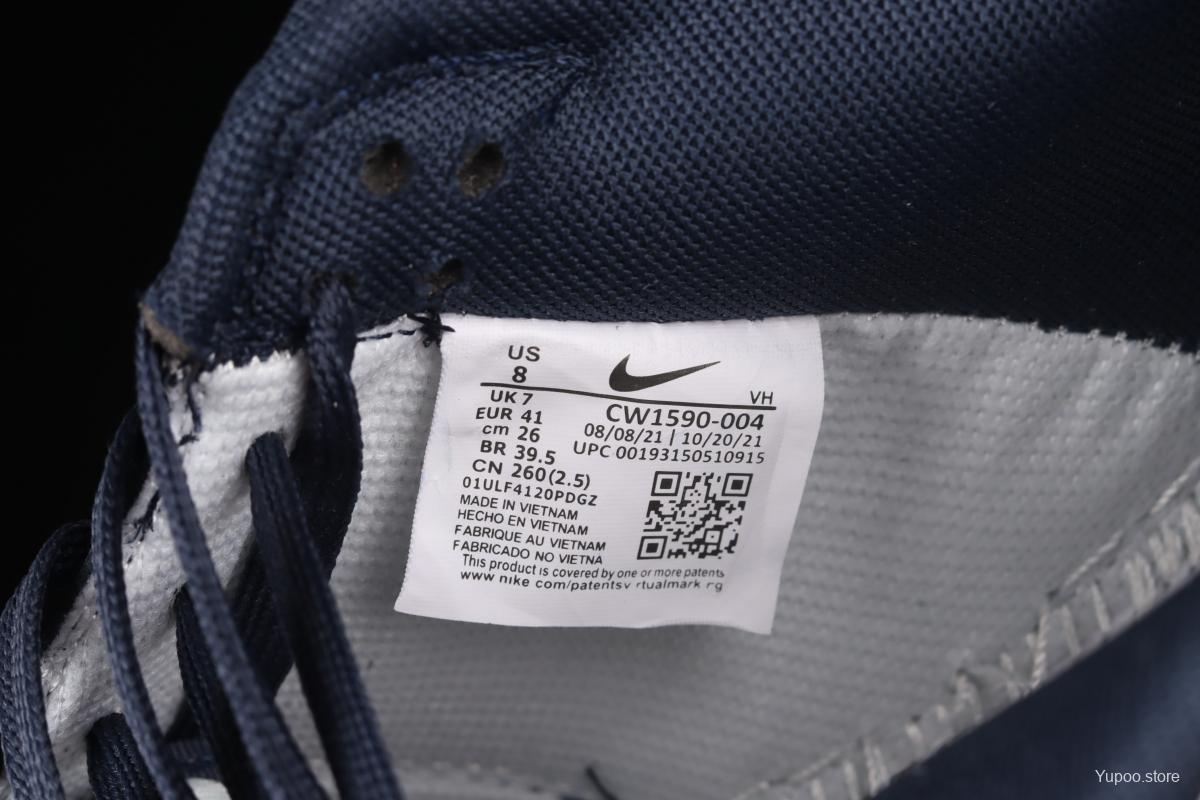 US
8
VH
UK 7
CW1590-004
EUR 41
08/08/21 | 10/20/21
cm 26
UPC 00193150510915
BR 39.5
CN 260(2.5)
01ULF4120PDGZ
MADE IN VIETNAM
HECHO EN VIETNAM
FABRIQUE AU VIETNAM
FABRICADO NO VIETNA
This product is covered by one or more patents
www nike com/patentsv rtualmark rg
Yupoo.store